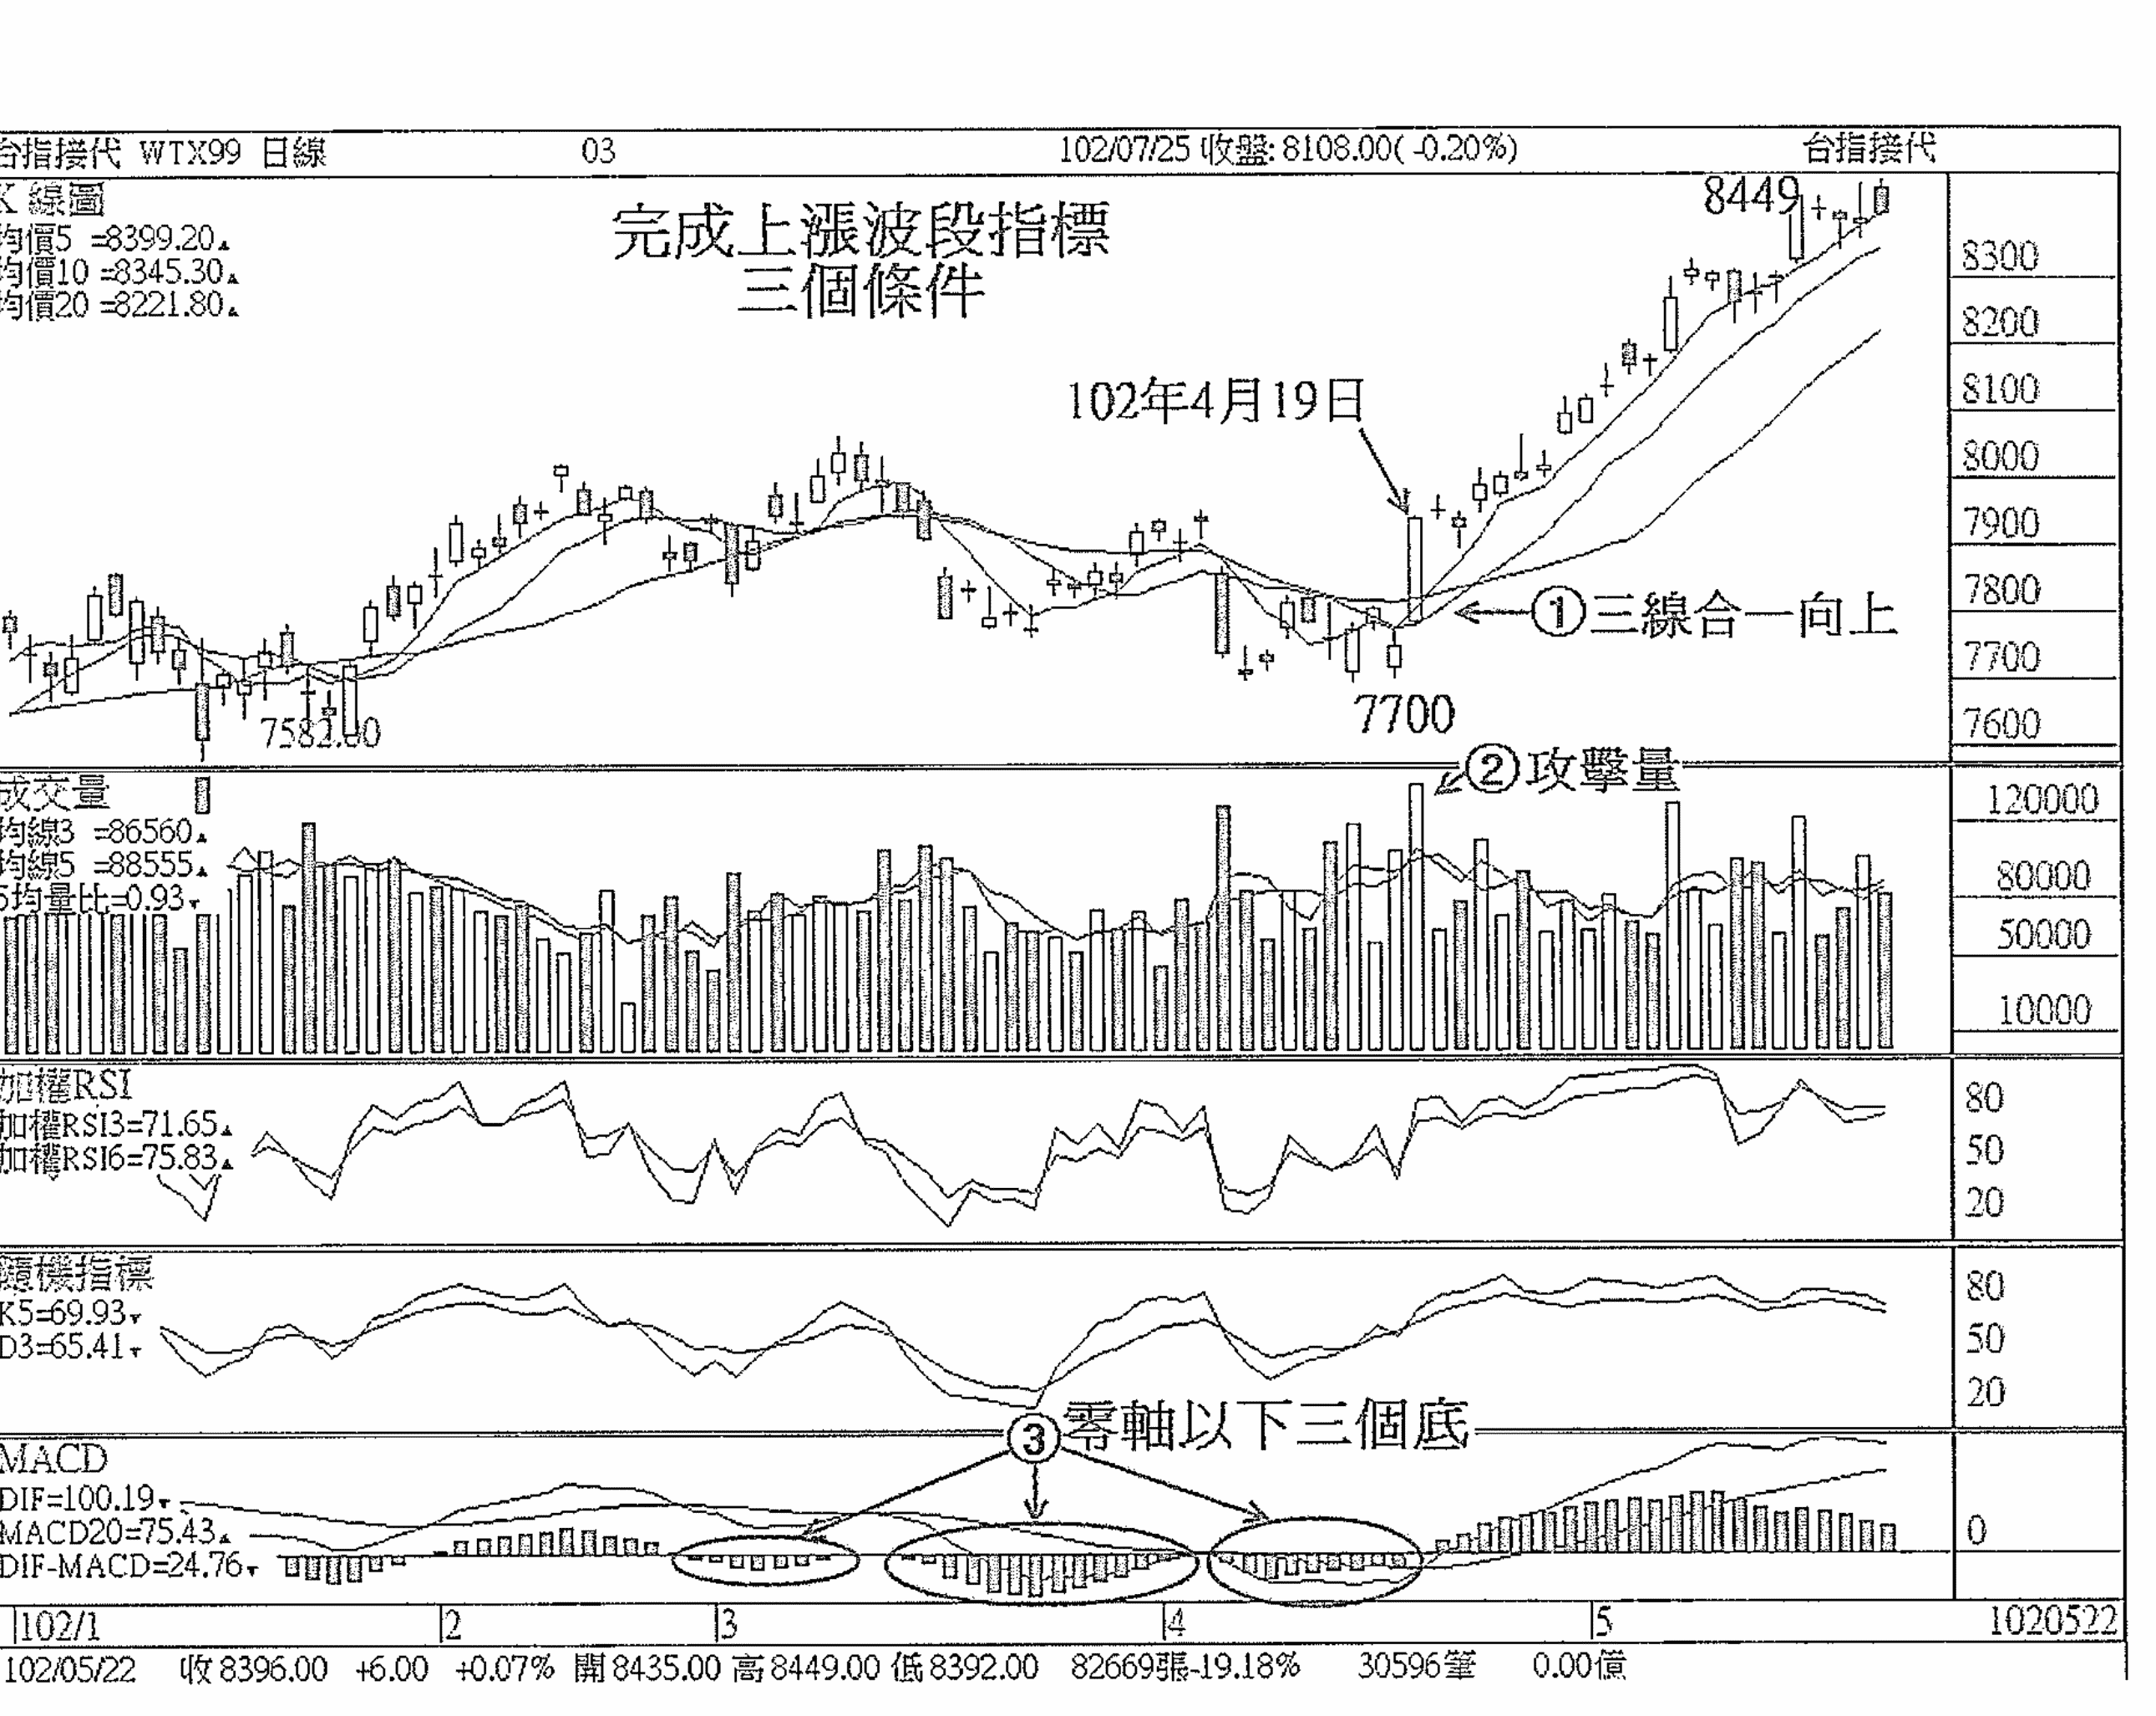 台指接代 WTX99 日線 03 102/07/25 收盤: 8108.00( -0.20%) 台指接代
K 線圖
均價5 =8399.20▲
均價10 =8345.30▲
均價20 =8221.80▲
完成上漲波段指標
三個條件
8449
102年4月19日
①三線合一向上
7582.00
7700
8300
8200
8100
8000
7900
7800
7700
7600
②攻擊量
成交量
均線3 =86560▲
均線5 =88555▲
5均量比=0.93▼
120000
80000
50000
10000
加權RSI
加權RSI3=71.65▲
加權RSI6=75.83▲
80
50
20
隨機指標
K5=69.93▼
D3=65.41▼
80
50
20
③零軸以下三個底
MACD
DIF=100.19▼
MACD20=75.43▲
DIF-MACD=24.76▼
0
102/1 2 3 4 5 1020522
102/05/22 收 8396.00 +6.00 +0.07% 開 8435.00 高 8449.00 低 8392.00 82669張-19.18% 30596筆 0.00億